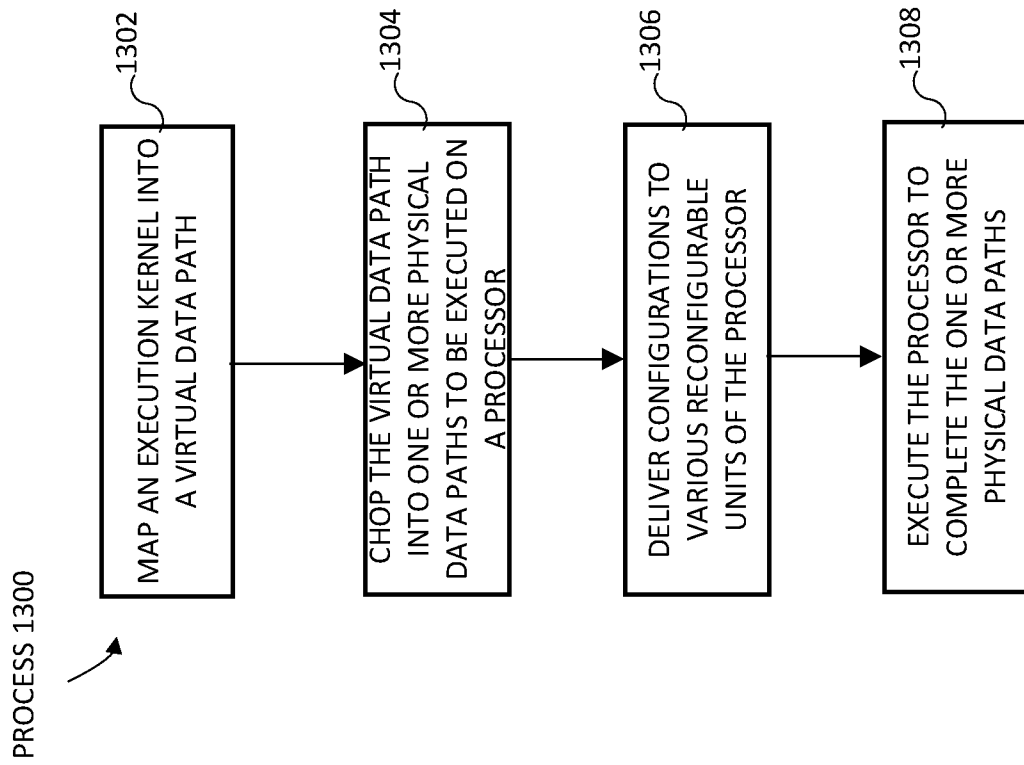 PROCESS 1300
1302
MAP AN EXECUTION KERNEL INTO
A VIRTUAL DATA PATH
1304
CHOP THE VIRTUAL DATA PATH
INTO ONE OR MORE PHYSICAL
DATA PATHS TO BE EXECUTED ON
A PROCESSOR
1306
DELIVER CONFIGURATIONS TO
VARIOUS RECONFIGURABLE
UNITS OF THE PROCESSOR
1308
EXECUTE THE PROCESSOR TO
COMPLETE THE ONE OR MORE
PHYSICAL DATA PATHS